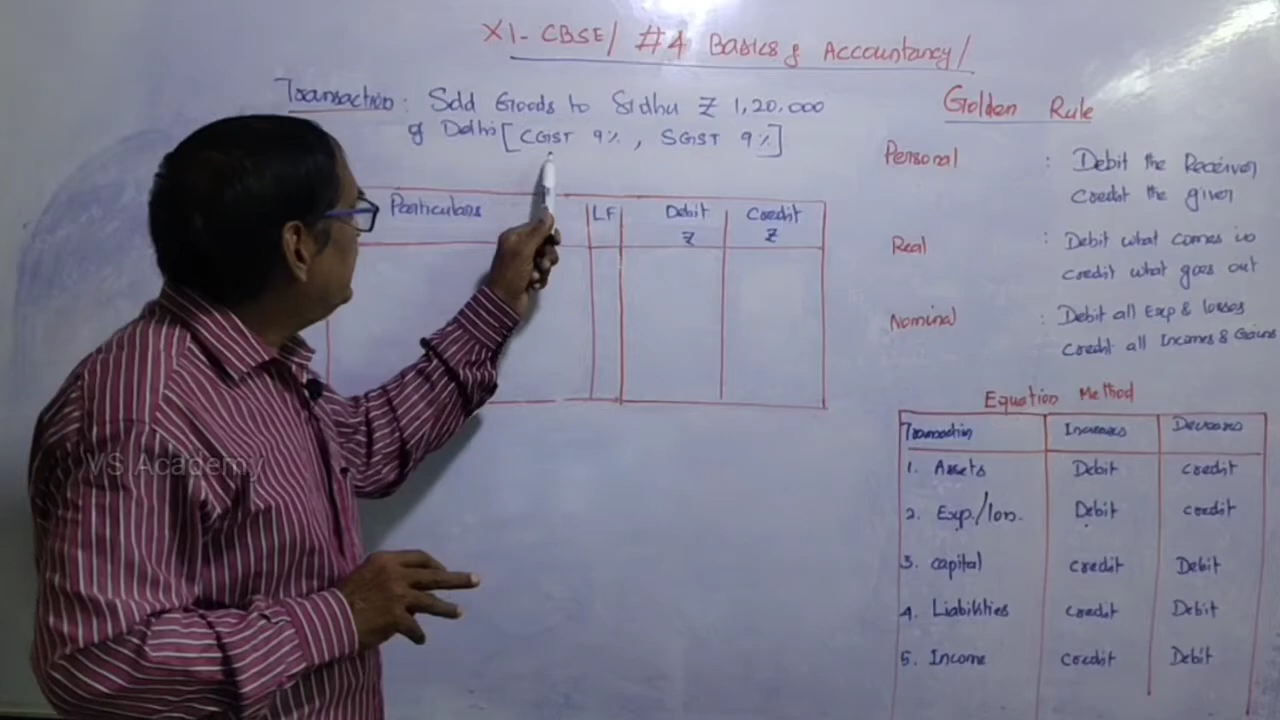 XI- CBSE/ #4 Basics of Accountancy/
Transaction: Sold Goods to Sidhu ₹ 1,20,000
of Delhi [CGST 9%, SGST 9%]
Particulars LF Debit ₹ Credit ₹
Golden Rule
Personal : Debit the Receiver
Credit the giver
Real : Debit what comes in
Credit what goes out
Nominal : Debit all Exp & losses
Credit all Incomes & Gains
Equation Method
Transaction Increases Decreases
1. Assets Debit Credit
2. Exp./loss. Debit credit
3. capital credit Debit
4. Liabilities credit Debit
5. Income credit Debit
VS Academy